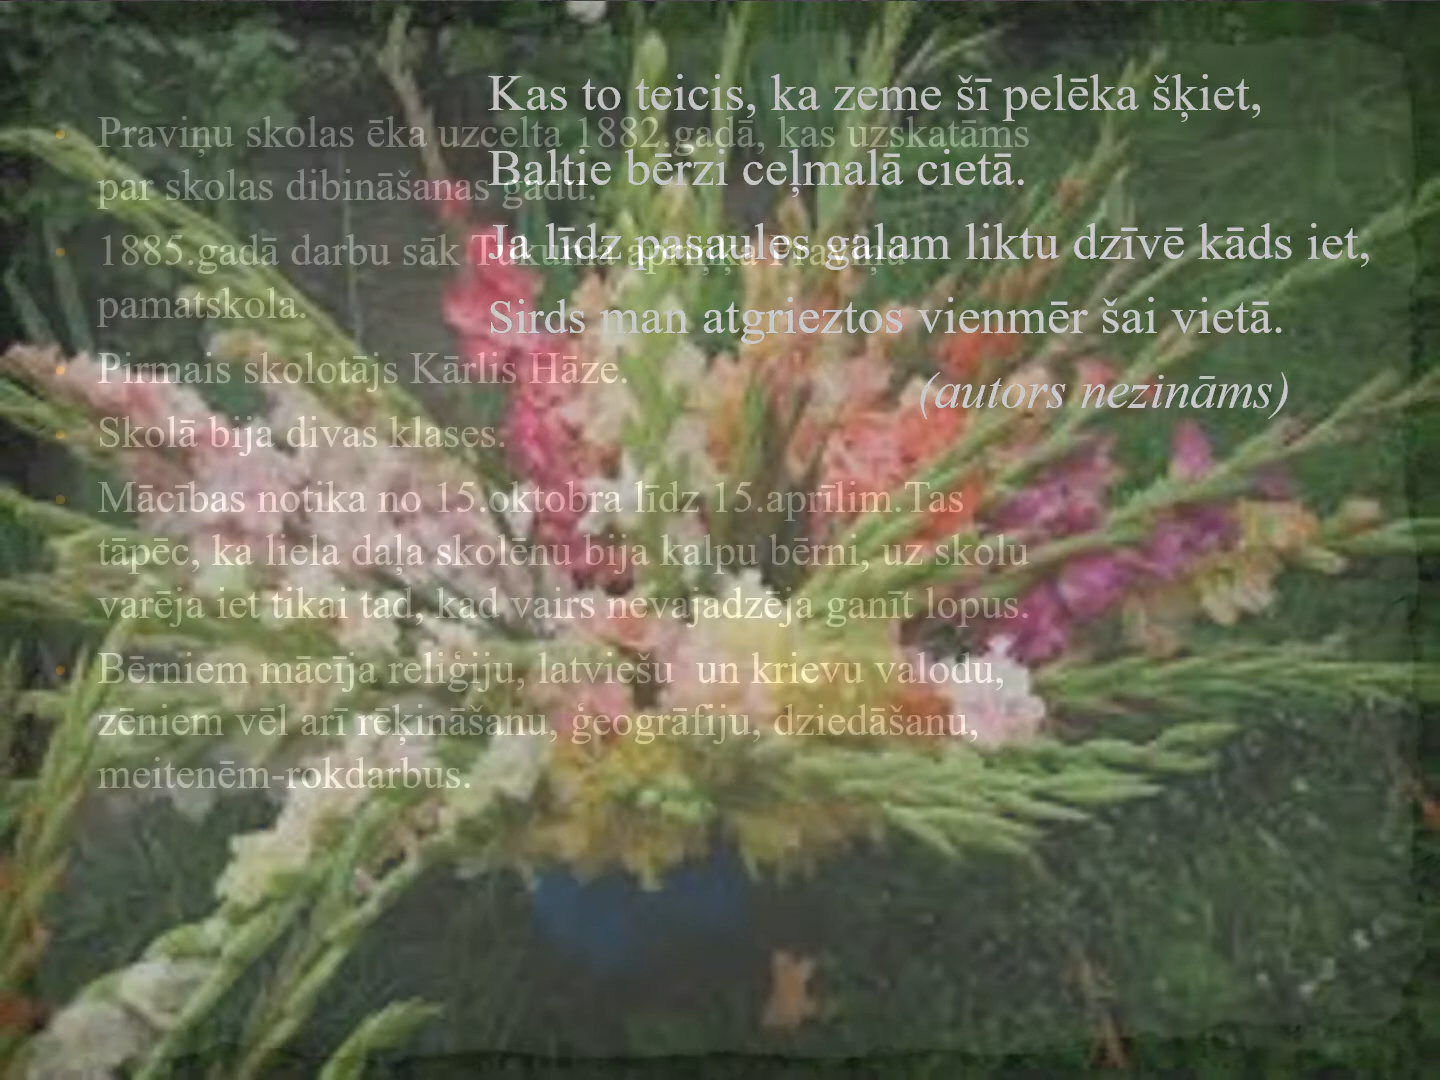 Kas to teicis, ka zeme šī pelēka šķiet,
Baltie bērzi ceļmalā cietā.
Ja līdz pasaules galam liktu dzīvē kāds iet,
Sirds man atgrieztos vienmēr šai vietā.
(autors nezināms)
Praviņu skolas ēka uzcelta 1882.gadā, kas uzskatāms
par skolas dibināšanas gadu.
1885.gadā darbu sāk Praviņu
pamatskola.
Pirmais skolotājs Kārlis Hāze.
Skolā bija divas klases.
Mācības notika no 15.oktobra līdz 15.aprīlim.Tas
tāpēc, ka liela daļa skolēnu bija kalpu bērni, uz skolu
varēja iet tikai tad, kad vairs nevajadzēja ganīt lopus.
Bērniem mācīja reliģiju, latviešu un krievu valodu,
zēniem vēl arī rēķināšanu, ģeogrāfiju, dziedāšanu,
meitenēm-rokdarbus.